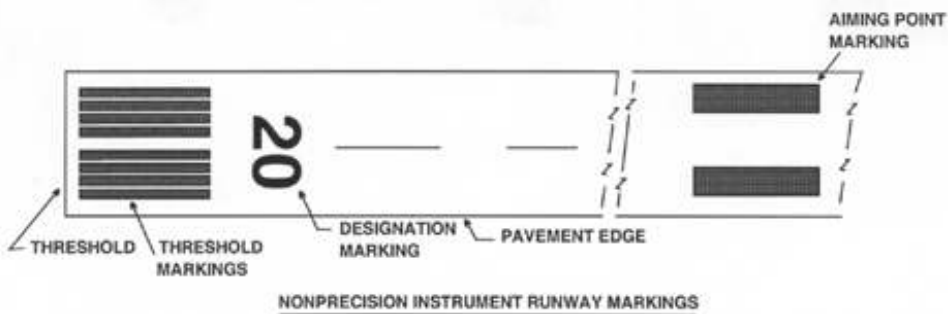 AIMING POINT
MARKING
20
THRESHOLD
THRESHOLD
MARKINGS
DESIGNATION
MARKING
PAVEMENT EDGE
NONPRECISION INSTRUMENT RUNWAY MARKINGS